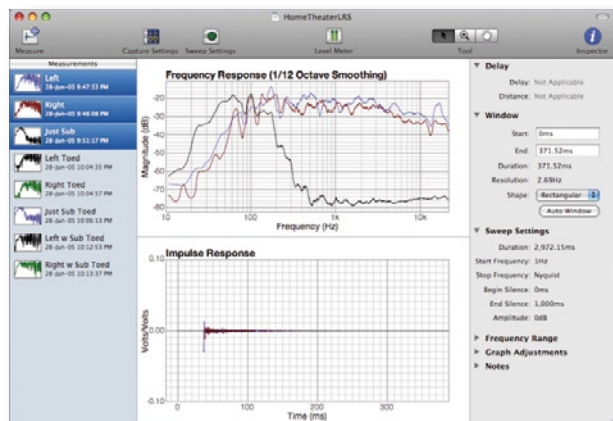 HomeTheaterLRS
Measure
Capture Settings
Sweep Settings
Level Meter
Tool
Inspector
Measurements
Left
28-Jun-05 9:47:53 PM
Right
28-Jun-05 9:48:08 PM
Just Sub
28-Jun-05 9:51:17 PM
Left Toed
28-Jun-05 10:04:35 PM
Right Toed
28-Jun-05 10:04:57 PM
Just Sub Toed
28-Jun-05 10:06:13 PM
Left w Sub Toed
28-Jun-05 10:12:53 PM
Right w Sub Toed
28-Jun-05 10:13:37 PM
Frequency Response (1/12 Octave Smoothing)
Magnitude (dB)
-20
-30
-40
-50
-60
-70
-80
10
100
1k
10k
Frequency (Hz)
Impulse Response
Volts/Volts
0.10
0.00
-0.10
0
100
200
300
Time (ms)
Delay
Delay: Not Applicable
Distance: Not Applicable
Window
Start: 0ms
End: 371.52ms
Duration: 371.52ms
Resolution: 2.69Hz
Shape: Rectangular
Auto Window
Sweep Settings
Duration: 2,972.15ms
Start Frequency: 1Hz
Stop Frequency: Nyquist
Begin Silence: 0ms
End Silence: 1,000ms
Amplitude: 0dB
Frequency Range
Graph Adjustments
Notes